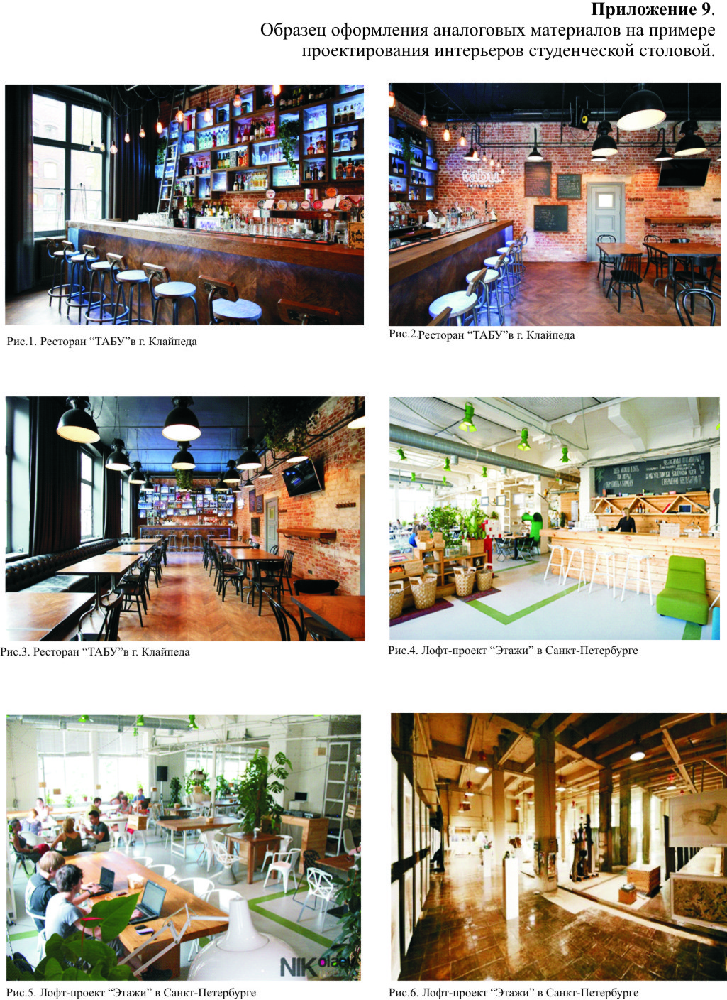 Приложение 9.
Образец оформления аналоговых материалов на примере
проектирования интерьеров студенческой столовой.
tabu
Рис.1. Ресторан “ТАБУ”в г. Клайпеда
Рис.2.Ресторан “ТАБУ”в г. Клайпеда
Рис.3. Ресторан “ТАБУ”в г. Клайпеда
Рис.4. Лофт-проект “Этажи” в Санкт-Петербурге
NIKolaev
Рис.5. Лофт-проект “Этажи” в Санкт-Петербурге
Рис.6. Лофт-проект “Этажи” в Санкт-Петербурге